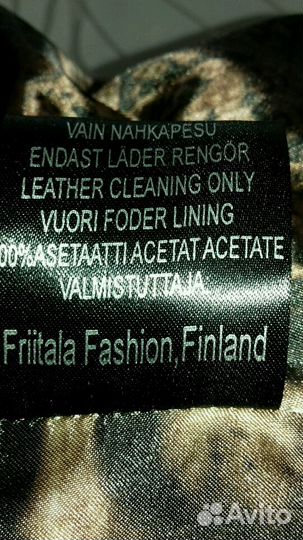 VAIN NAHKAPESU
ENDAST LÄDER RENGÖR
LEATHER CLEANING ONLY
VUORI FODER LINING
00%ASETAATTI ACETAT ACETATE
VALMISTUTTAJA
Friitala Fashion, Finland
Avito